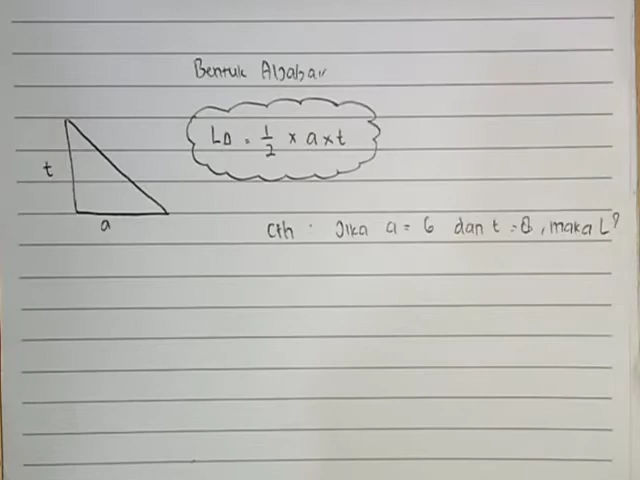 Bentuk Aljabar
L△ = 1/2 × a × t
t
a
Cth : Jika a = 6 dan t = 8, maka L?